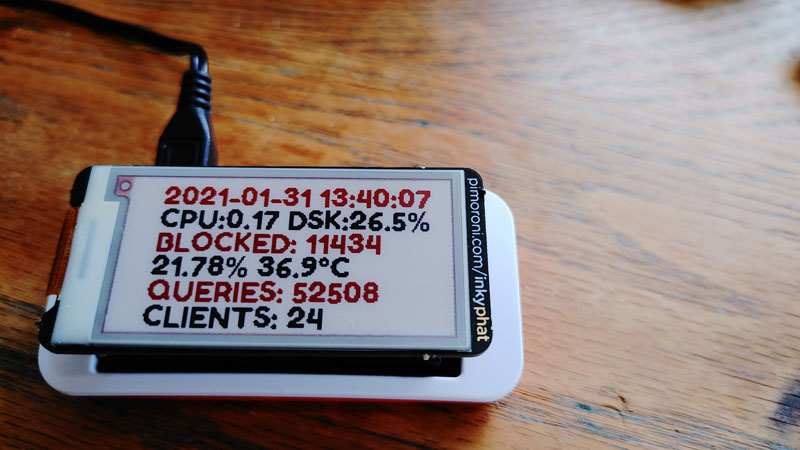 2021-01-31 13:40:07
CPU:0.17 DSK:26.5%
BLOCKED: 11434
21.78% 36.9°C
QUERIES: 52508
CLIENTS: 24
pimoroni.com/inkyphat